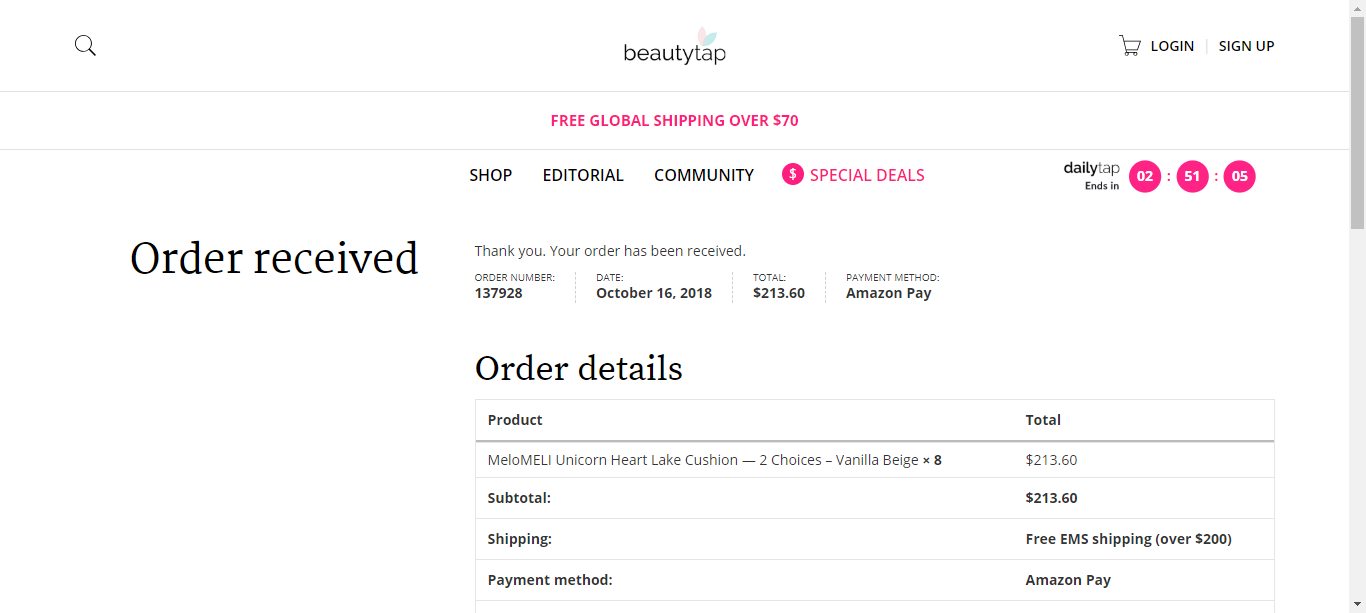 beautytap
LOGIN
SIGN UP
FREE GLOBAL SHIPPING OVER $70
SHOP
EDITORIAL
COMMUNITY
$ SPECIAL DEALS
dailytap
Ends in
02 : 51 : 05
Order received
Thank you. Your order has been received.
ORDER NUMBER:
137928
DATE:
October 16, 2018
TOTAL:
$213.60
PAYMENT METHOD:
Amazon Pay
Order details
Product Total
MeloMELI Unicorn Heart Lake Cushion — 2 Choices – Vanilla Beige × 8 $213.60
Subtotal: $213.60
Shipping: Free EMS shipping (over $200)
Payment method: Amazon Pay